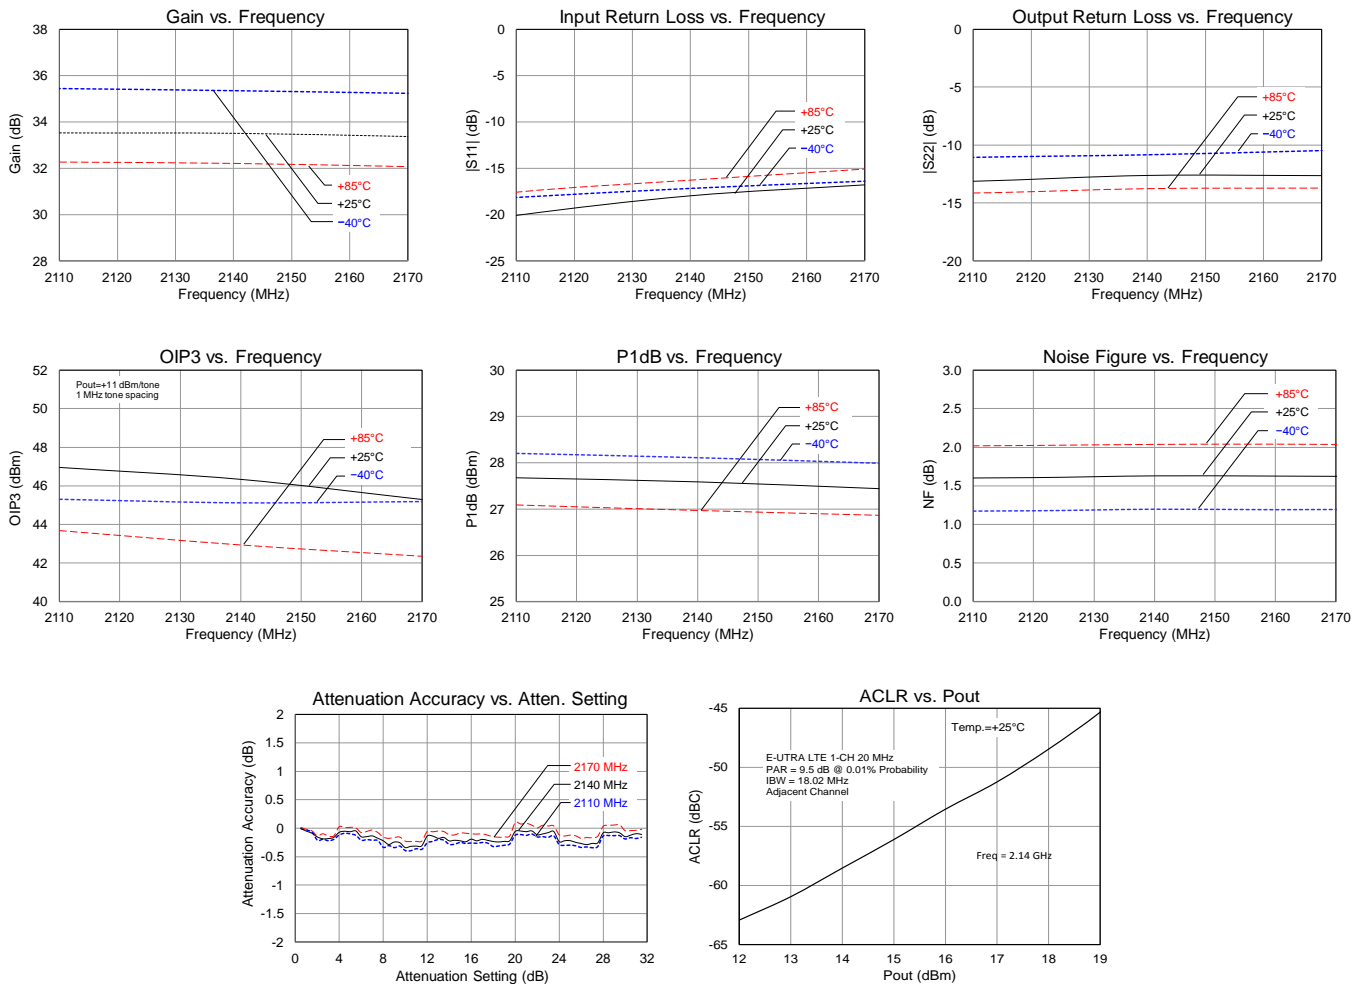 Gain vs. Frequency
38
36
34
32
30
28
Gain (dB)
+85°C
+25°C
−40°C
2110 2120 2130 2140 2150 2160 2170
Frequency (MHz)
Input Return Loss vs. Frequency
0
-5
-10
-15
-20
-25
|S11| (dB)
+85°C
+25°C
−40°C
2110 2120 2130 2140 2150 2160 2170
Frequency (MHz)
Output Return Loss vs. Frequency
0
-5
-10
-15
-20
|S22| (dB)
+85°C
+25°C
−40°C
2110 2120 2130 2140 2150 2160 2170
Frequency (MHz)
OIP3 vs. Frequency
52
50
48
46
44
42
40
OIP3 (dBm)
Pout=+11 dBm/tone
1 MHz tone spacing
+85°C
+25°C
−40°C
2110 2120 2130 2140 2150 2160 2170
Frequency (MHz)
P1dB vs. Frequency
30
29
28
27
26
25
P1dB (dBm)
+85°C
+25°C
−40°C
2110 2120 2130 2140 2150 2160 2170
Frequency (MHz)
Noise Figure vs. Frequency
3.0
2.5
2.0
1.5
1.0
0.5
0.0
NF (dB)
+85°C
+25°C
−40°C
2110 2120 2130 2140 2150 2160 2170
Frequency (MHz)
Attenuation Accuracy vs. Atten. Setting
2
1.5
1
0.5
0
-0.5
-1
-1.5
-2
Attenuation Accuracy (dB)
2170 MHz
2140 MHz
2110 MHz
0 4 8 12 16 20 24 28 32
Attenuation Setting (dB)
ACLR vs. Pout
-45
-50
-55
-60
-65
ACLR (dBC)
Temp.=+25°C
E-UTRA LTE 1-CH 20 MHz
PAR = 9.5 dB @ 0.01% Probability
IBW = 18.02 MHz
Adjacent Channel
Freq = 2.14 GHz
12 13 14 15 16 17 18 19
Pout (dBm)